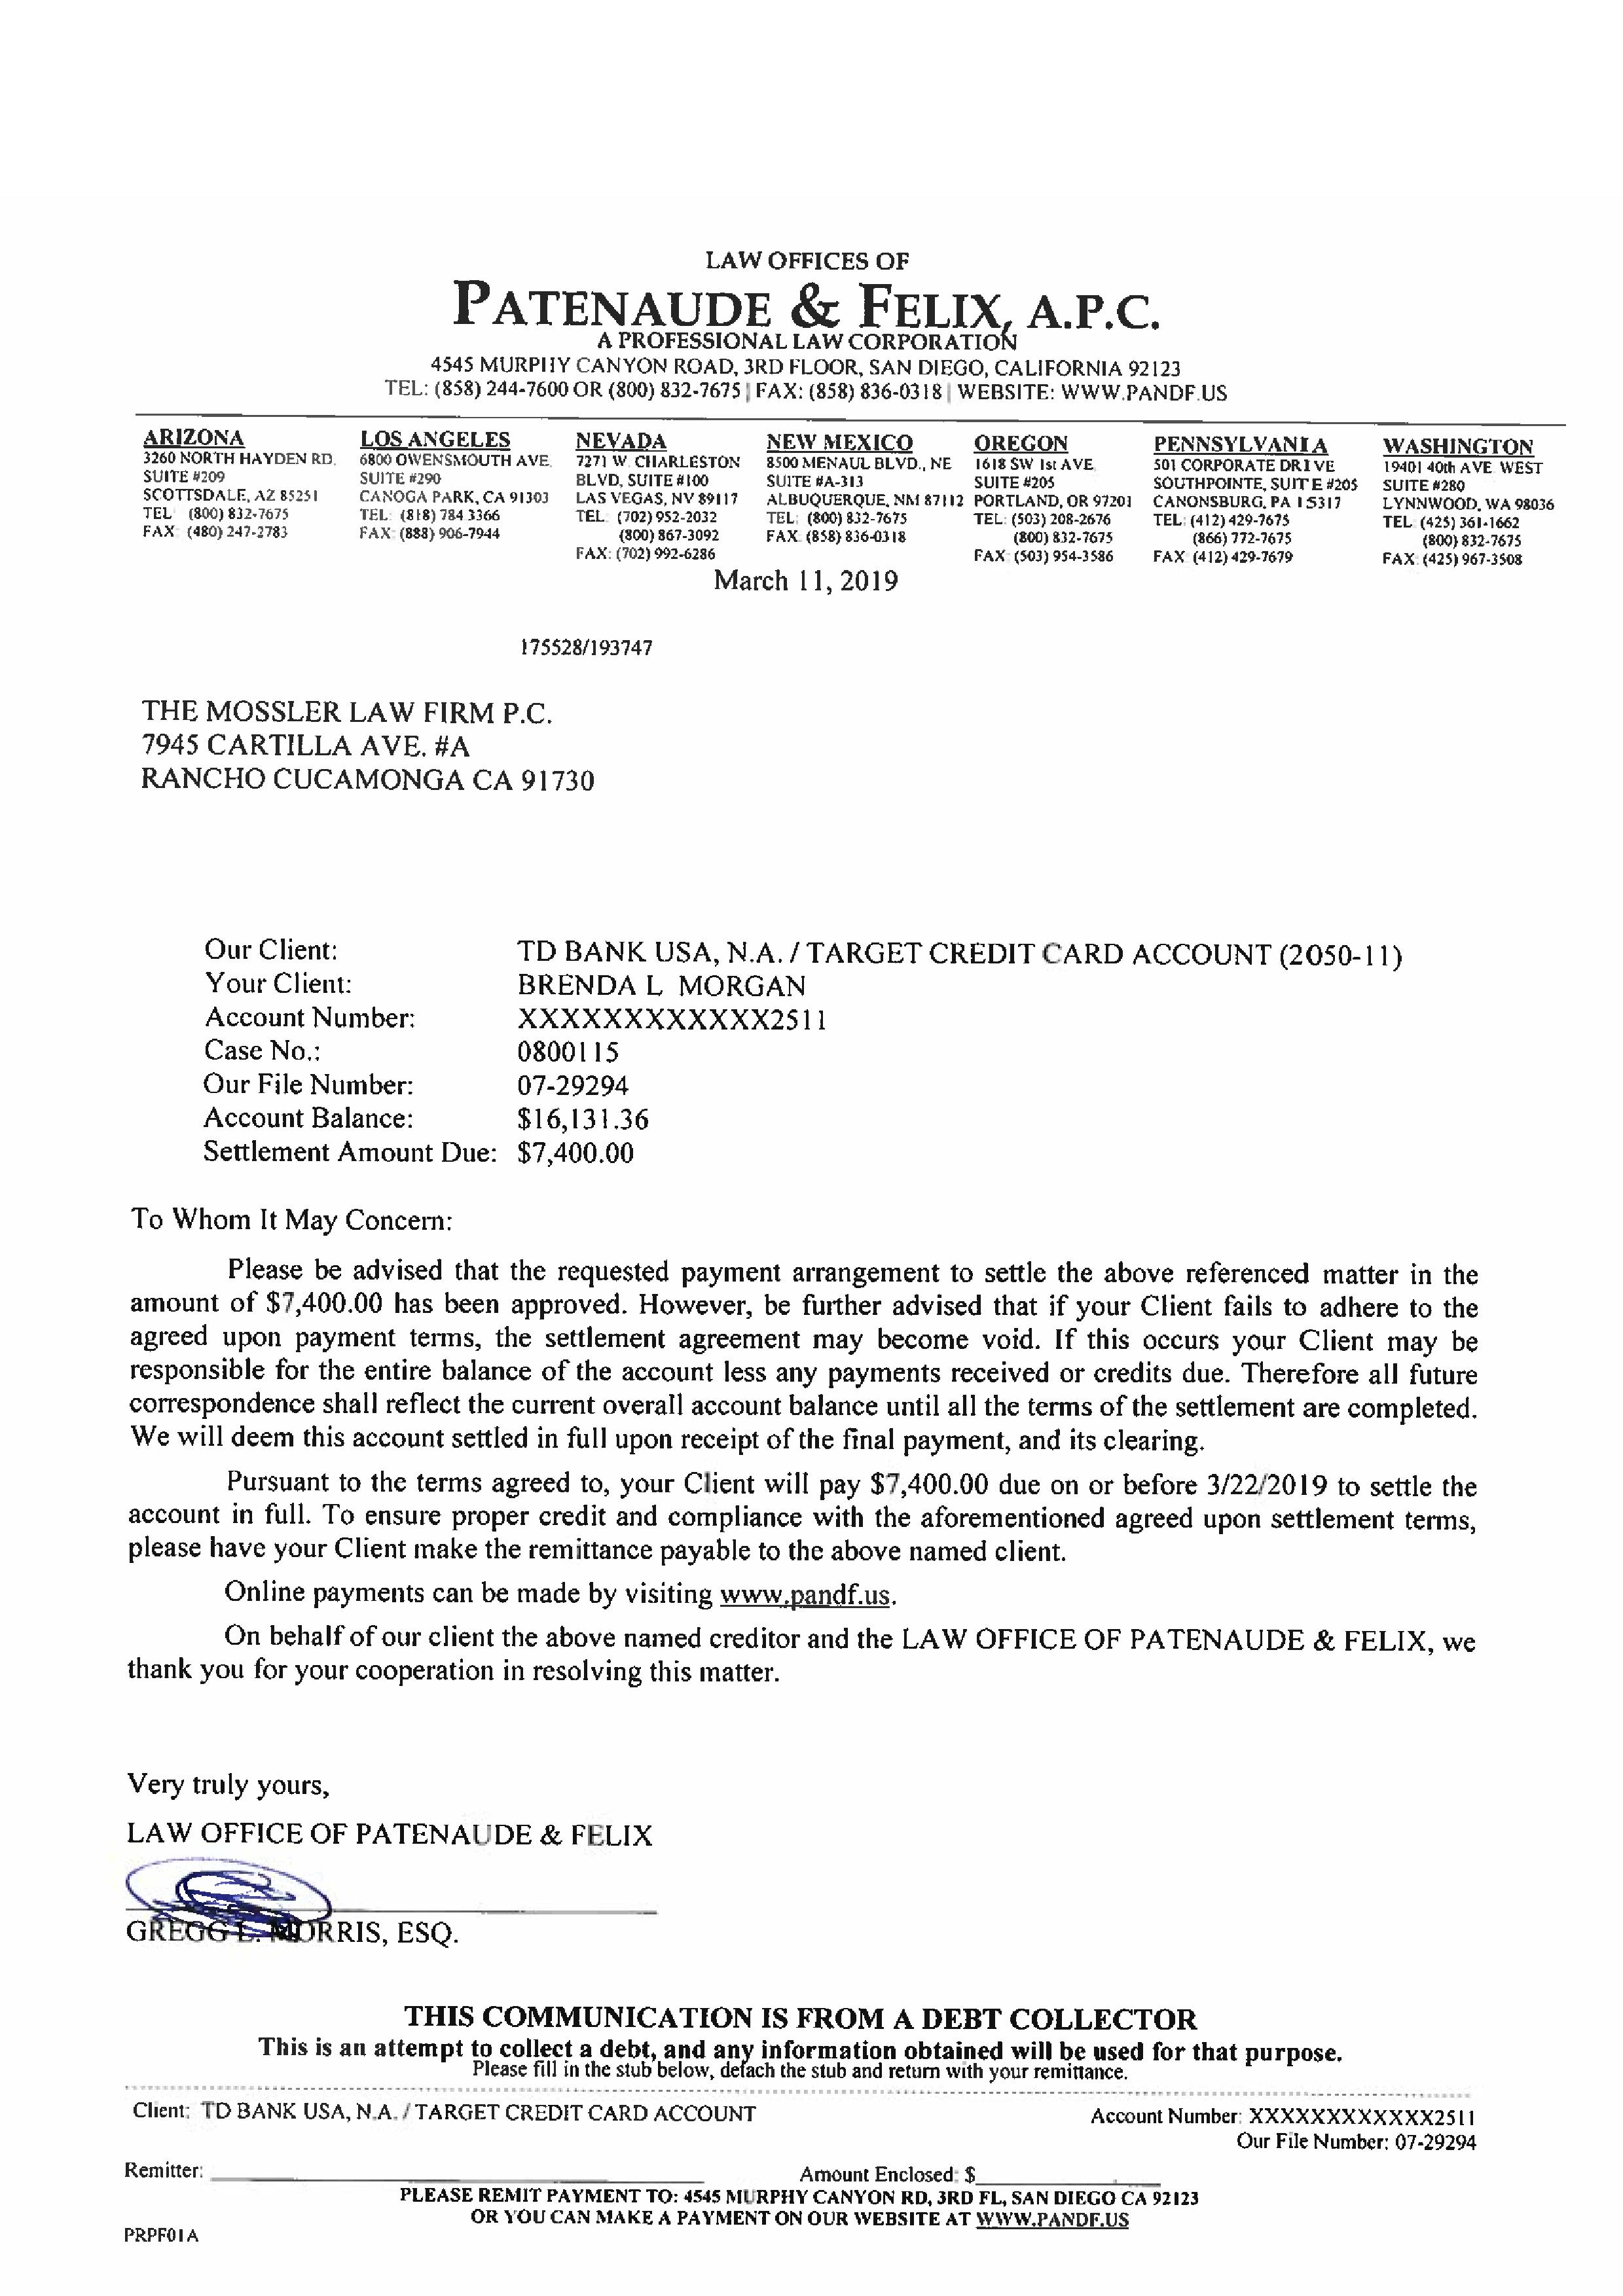 LAW OFFICES OF
PATENAUDE & FELIX, A.P.C.
A PROFESSIONAL LAW CORPORATION
4545 MURPHY CANYON ROAD, 3RD FLOOR, SAN DIEGO, CALIFORNIA 92123
TEL: (858) 244-7600 OR (800) 832-7675 | FAX: (858) 836-0318 | WEBSITE: WWW.PANDF.US
ARIZONA
3260 NORTH HAYDEN RD.
SUITE #209
SCOTTSDALE, AZ 85251
TEL (800) 832-7675
FAX: (480) 247-2783
LOS ANGELES
6800 OWENSMOUTH AVE.
SUITE #290
CANOGA PARK, CA 91303
TEL: (818) 784 3366
FAX: (888) 906-7944
NEVADA
7271 W. CHARLESTON
BLVD, SUITE #100
LAS VEGAS, NV 89117
TEL: (702) 952-2032
(800) 867-3092
FAX: (702) 992-6286
NEW MEXICO
8500 MENAUL BLVD., NE
SUITE #A-313
ALBUQUERQUE, NM 87112
TEL: (800) 832-7675
FAX: (858) 836-0318
OREGON
1618 SW 1st AVE.
SUITE #205
PORTLAND, OR 97201
TEL: (503) 208-2676
(800) 832-7675
FAX: (503) 954-3586
PENNSYLVANIA
501 CORPORATE DRIVE
SOUTHPOINTE, SUITE #205
CANONSBURG, PA 15317
TEL: (412) 429-7675
(866) 772-7675
FAX: (412) 429-7679
WASHINGTON
19401 40th AVE. WEST
SUITE #280
LYNNWOOD, WA 98036
TEL: (425) 361-1662
(800) 832-7675
FAX: (425) 967-3508
March 11, 2019
175528/193747
THE MOSSLER LAW FIRM P.C.
7945 CARTILLA AVE. #A
RANCHO CUCAMONGA CA 91730
Our Client: TD BANK USA, N.A. / TARGET CREDIT CARD ACCOUNT (2050-11)
Your Client: BRENDA L MORGAN
Account Number: XXXXXXXXXXXX2511
Case No.: 0800115
Our File Number: 07-29294
Account Balance: $16,131.36
Settlement Amount Due: $7,400.00
To Whom It May Concern:
Please be advised that the requested payment arrangement to settle the above referenced matter in the
amount of $7,400.00 has been approved. However, be further advised that if your Client fails to adhere to the
agreed upon payment terms, the settlement agreement may become void. If this occurs your Client may be
responsible for the entire balance of the account less any payments received or credits due. Therefore all future
correspondence shall reflect the current overall account balance until all the terms of the settlement are completed.
We will deem this account settled in full upon receipt of the final payment, and its clearing.
Pursuant to the terms agreed to, your Client will pay $7,400.00 due on or before 3/22/2019 to settle the
account in full. To ensure proper credit and compliance with the aforementioned agreed upon settlement terms,
please have your Client make the remittance payable to the above named client.
Online payments can be made by visiting www.pandf.us.
On behalf of our client the above named creditor and the LAW OFFICE OF PATENAUDE & FELIX, we
thank you for your cooperation in resolving this matter.
Very truly yours,
LAW OFFICE OF PATENAUDE & FELIX
GREGG L. MORRIS, ESQ.
THIS COMMUNICATION IS FROM A DEBT COLLECTOR
This is an attempt to collect a debt, and any information obtained will be used for that purpose.
Please fill in the stub below, detach the stub and return with your remittance.
Client: TD BANK USA, N.A. / TARGET CREDIT CARD ACCOUNT
Account Number: XXXXXXXXXXXX2511
Our File Number: 07-29294
Remitter:
Amount Enclosed: $
PLEASE REMIT PAYMENT TO: 4545 MURPHY CANYON RD, 3RD FL, SAN DIEGO CA 92123
OR YOU CAN MAKE A PAYMENT ON OUR WEBSITE AT WWW.PANDF.US
PRPF01A